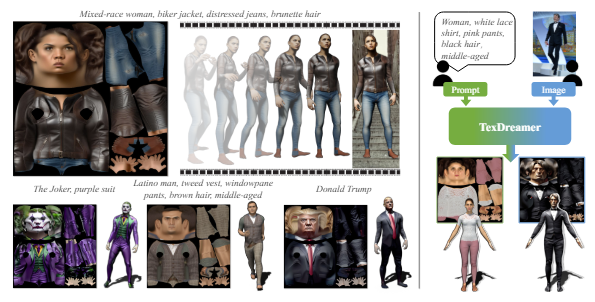 Mixed-race woman, biker jacket, distressed jeans, brunette hair
The Joker, purple suit
Latino man, tweed vest, windowpane
pants, brown hair, middle-aged
Donald Trump
Woman, white lace
shirt, pink pants,
black hair,
middle-aged
Prompt
Image
TexDreamer